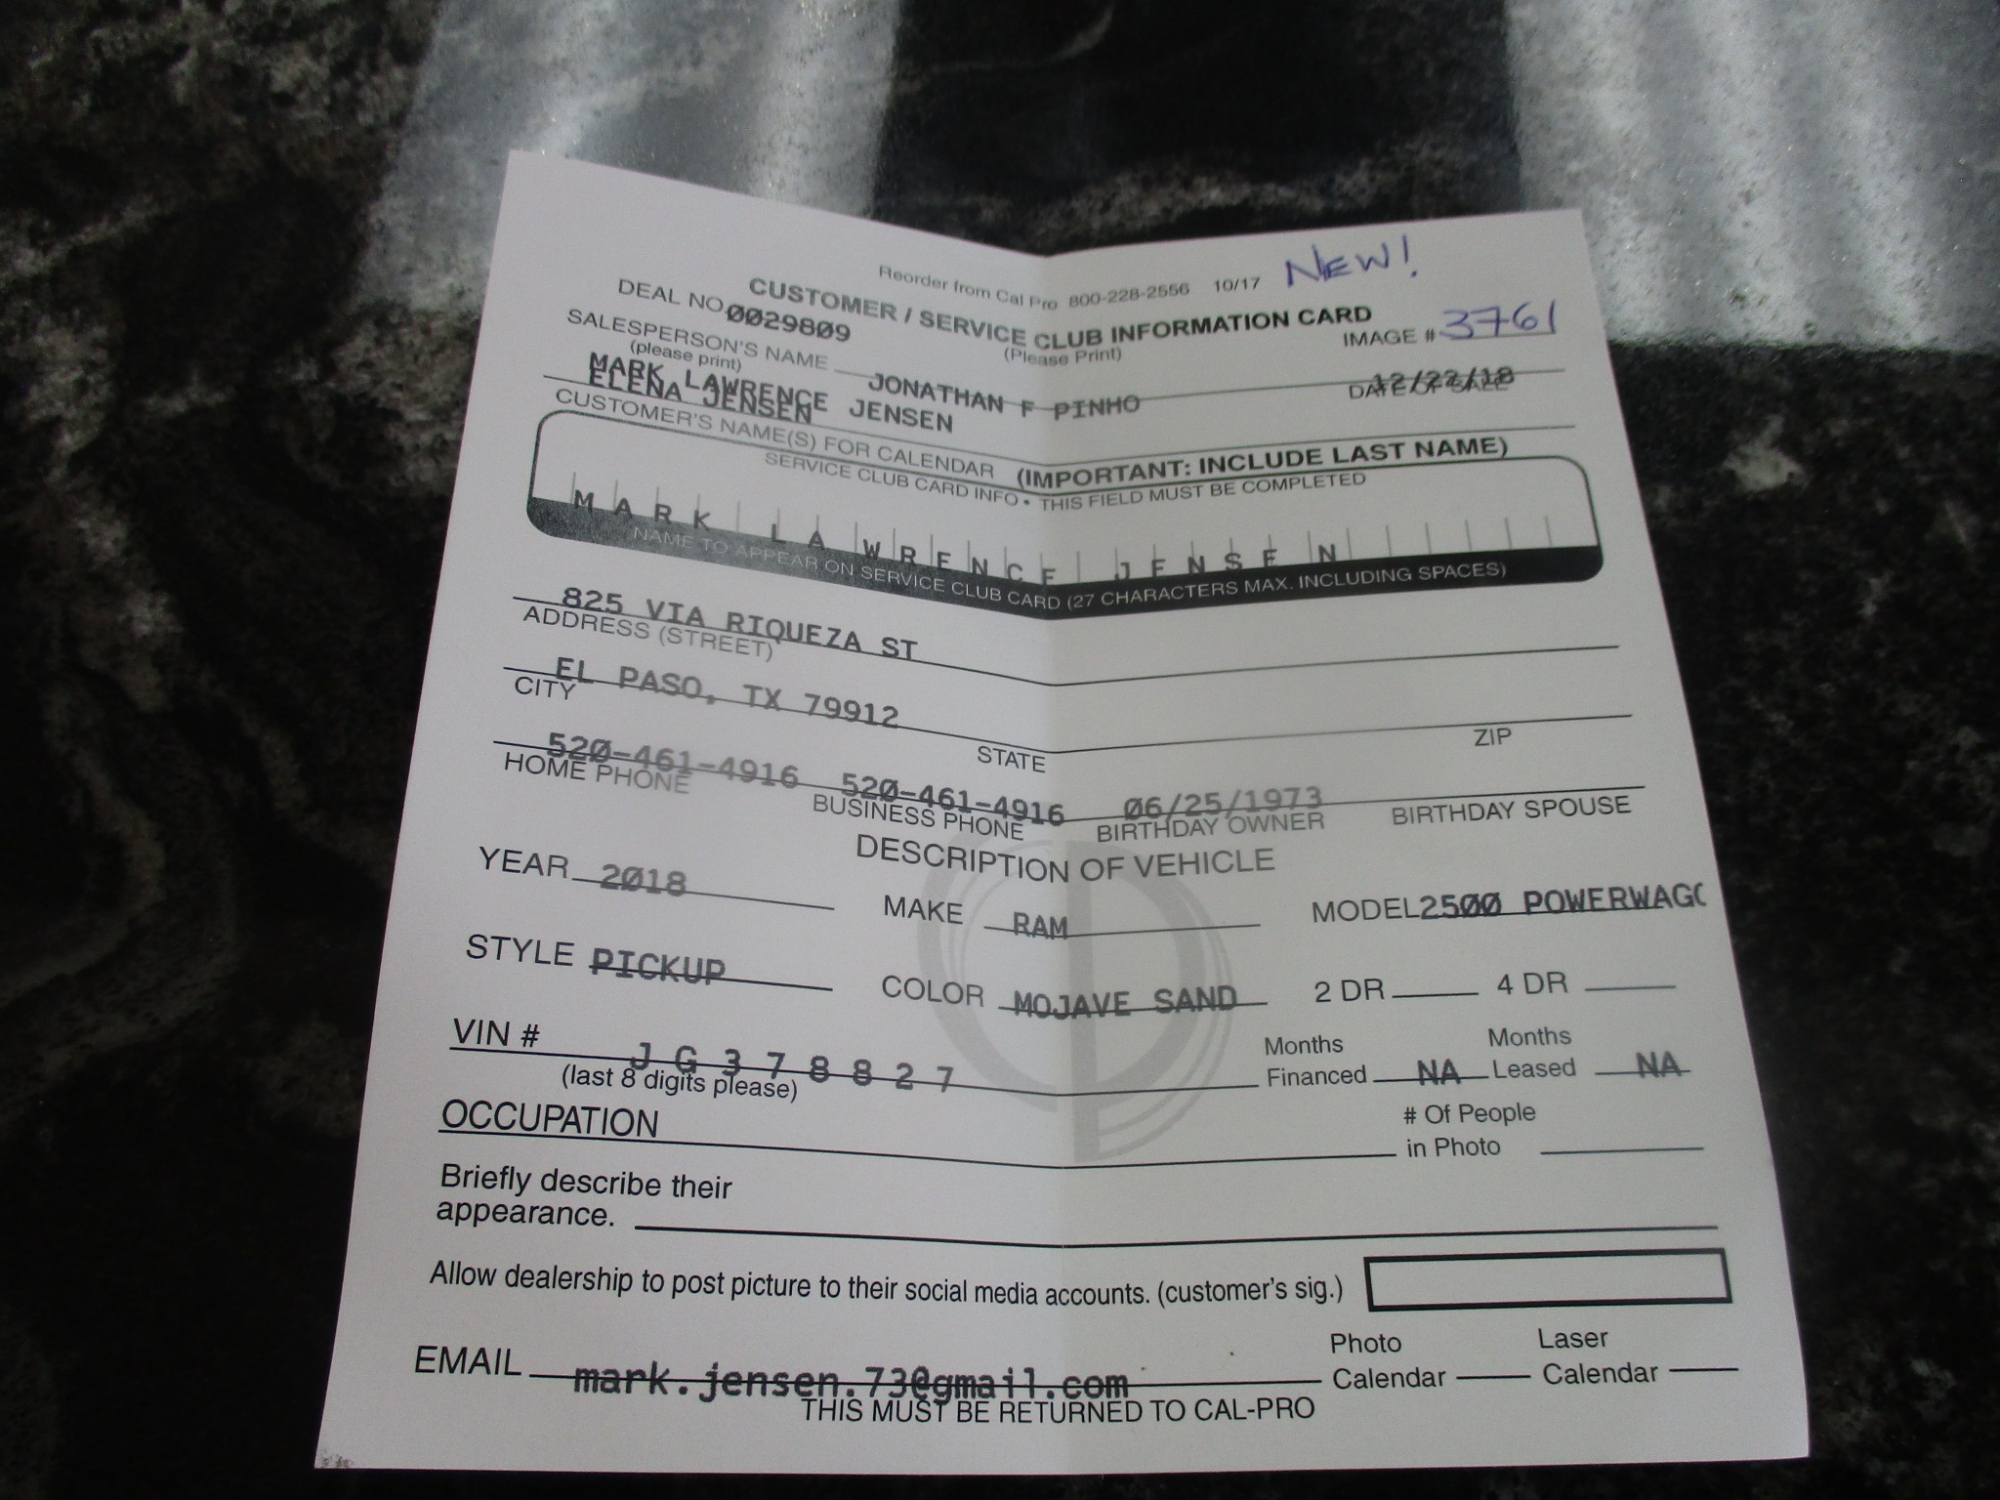 Reorder from Cal Pro 800-228-2556 10/17 NEW!
CUSTOMER / SERVICE CLUB INFORMATION CARD
(Please Print)
DEAL NO. 0029809
IMAGE # 3761
SALESPERSON'S NAME JONATHAN F PINHO
(please print)
12/22/18
DATE OF SALE
MARK LAWRENCE JENSEN
ELENA JENSEN
CUSTOMER'S NAME(S) FOR CALENDAR (IMPORTANT: INCLUDE LAST NAME)
SERVICE CLUB CARD INFO • THIS FIELD MUST BE COMPLETED
MARK LAWRENCE JENSEN
NAME TO APPEAR ON SERVICE CLUB CARD (27 CHARACTERS MAX. INCLUDING SPACES)
825 VIA RIQUEZA ST
ADDRESS (STREET)
EL PASO, TX 79912
CITY STATE ZIP
520-461-4916 520-461-4916 06/25/1973
HOME PHONE BUSINESS PHONE BIRTHDAY OWNER BIRTHDAY SPOUSE
DESCRIPTION OF VEHICLE
YEAR 2018 MAKE RAM MODEL 2500 POWERWAGO
STYLE PICKUP COLOR MOJAVE SAND 2 DR 4 DR
VIN # JG378827
(last 8 digits please)
Months Financed NA Months Leased NA
OCCUPATION
# Of People
in Photo
Briefly describe their
appearance.
Allow dealership to post picture to their social media accounts. (customer's sig.)
EMAIL mark.jensen.73@gmail.com
Photo Calendar
Laser Calendar
THIS MUST BE RETURNED TO CAL-PRO